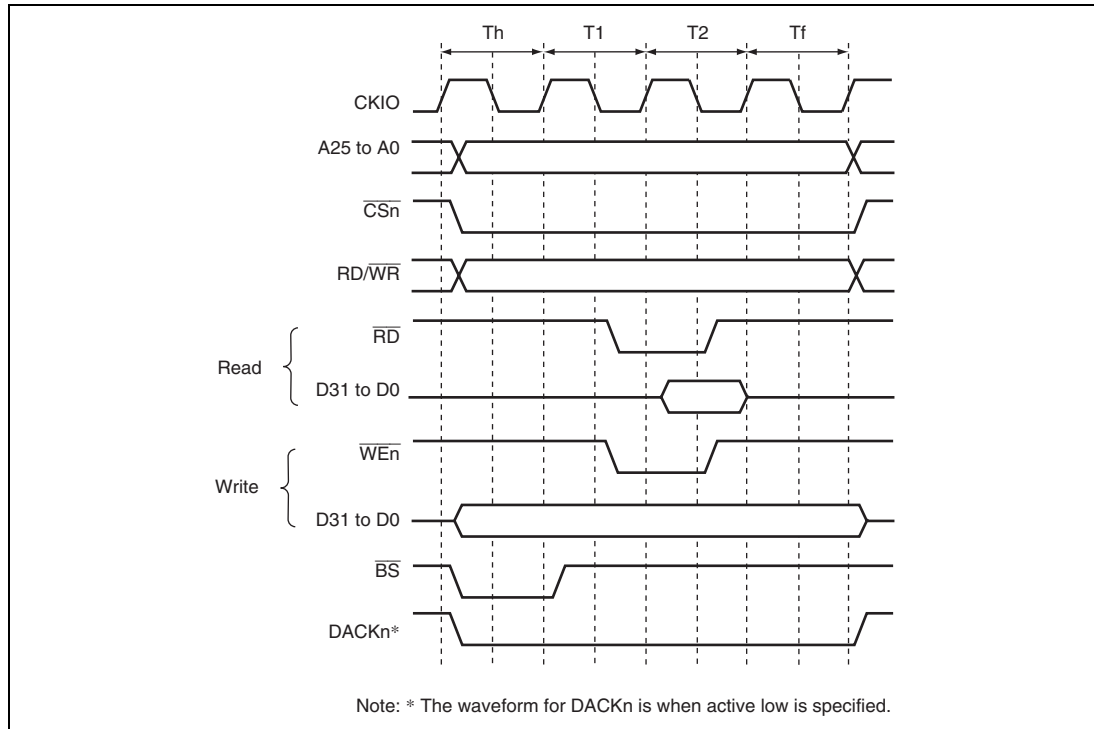 Th T1 T2 Tf
CKIO
A25 to A0
CSn
RD/WR
RD
Read
D31 to D0
WEn
Write
D31 to D0
BS
DACKn*
Note: * The waveform for DACKn is when active low is specified.